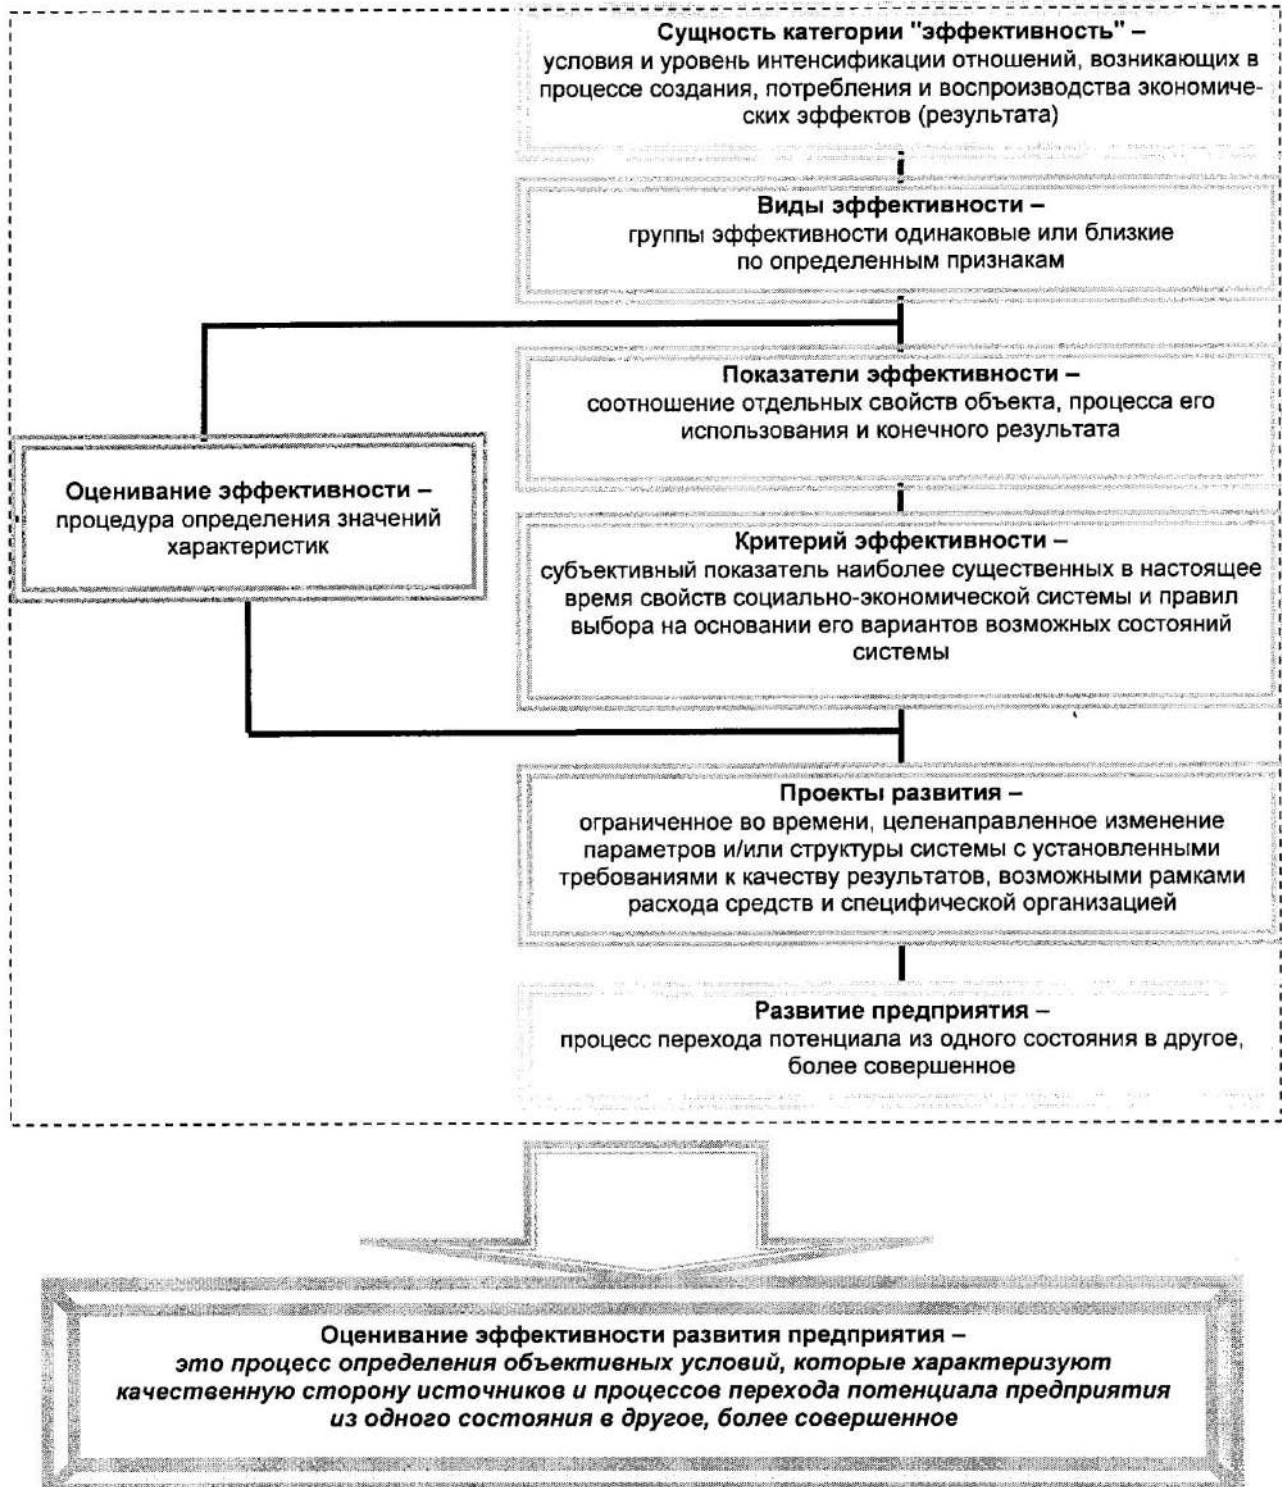 Сущность категории "эффективность" –
условия и уровень интенсификации отношений, возникающих в
процессе создания, потребления и воспроизводства экономиче-
ских эффектов (результата)
Виды эффективности –
группы эффективности одинаковые или близкие
по определенным признакам
Показатели эффективности –
соотношение отдельных свойств объекта, процесса его
использования и конечного результата
Оценивание эффективности –
процедура определения значений
характеристик
Критерий эффективности –
субъективный показатель наиболее существенных в настоящее
время свойств социально-экономической системы и правил
выбора на основании его вариантов возможных состояний
системы
Проекты развития –
ограниченное во времени, целенаправленное изменение
параметров и/или структуры системы с установленными
требованиями к качеству результатов, возможными рамками
расхода средств и специфической организацией
Развитие предприятия –
процесс перехода потенциала из одного состояния в другое,
более совершенное
Оценивание эффективности развития предприятия –
это процесс определения объективных условий, которые характеризуют
качественную сторону источников и процессов перехода потенциала предприятия
из одного состояния в другое, более совершенное